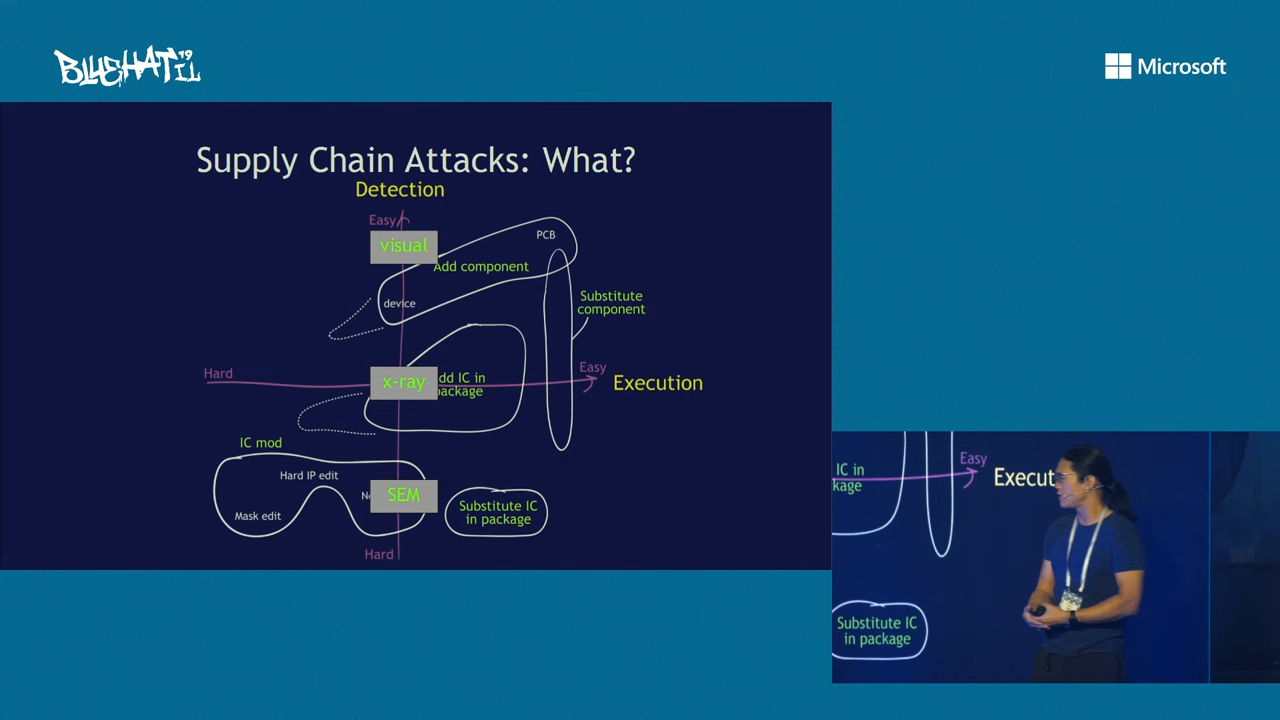 BLUEHAT IL '19
Microsoft
Supply Chain Attacks: What?
Detection
Easy
visual
PCB
Add component
device
Substitute
component
Hard
x-ray
dd IC in
package
Easy
Execution
IC mod
Hard IP edit
SEM
Mask edit
Substitute IC
in package
Hard
IC in
kage
Easy
Execut
Substitute IC
in package